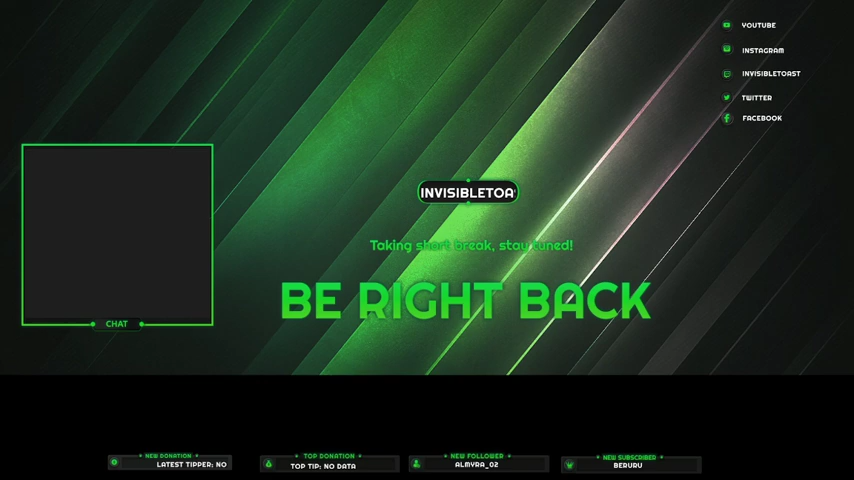 YOUTUBE
INSTAGRAM
INVISIBLETOAST
TWITTER
FACEBOOK
INVISIBLETOA
Taking short break, stay tuned!
BE RIGHT BACK
CHAT
NEW DONATION
LATEST TIPPER: NO
TOP DONATION
TOP TIP: NO DATA
NEW FOLLOWER
ALMYRA_02
NEW SUBSCRIBER
BERURU